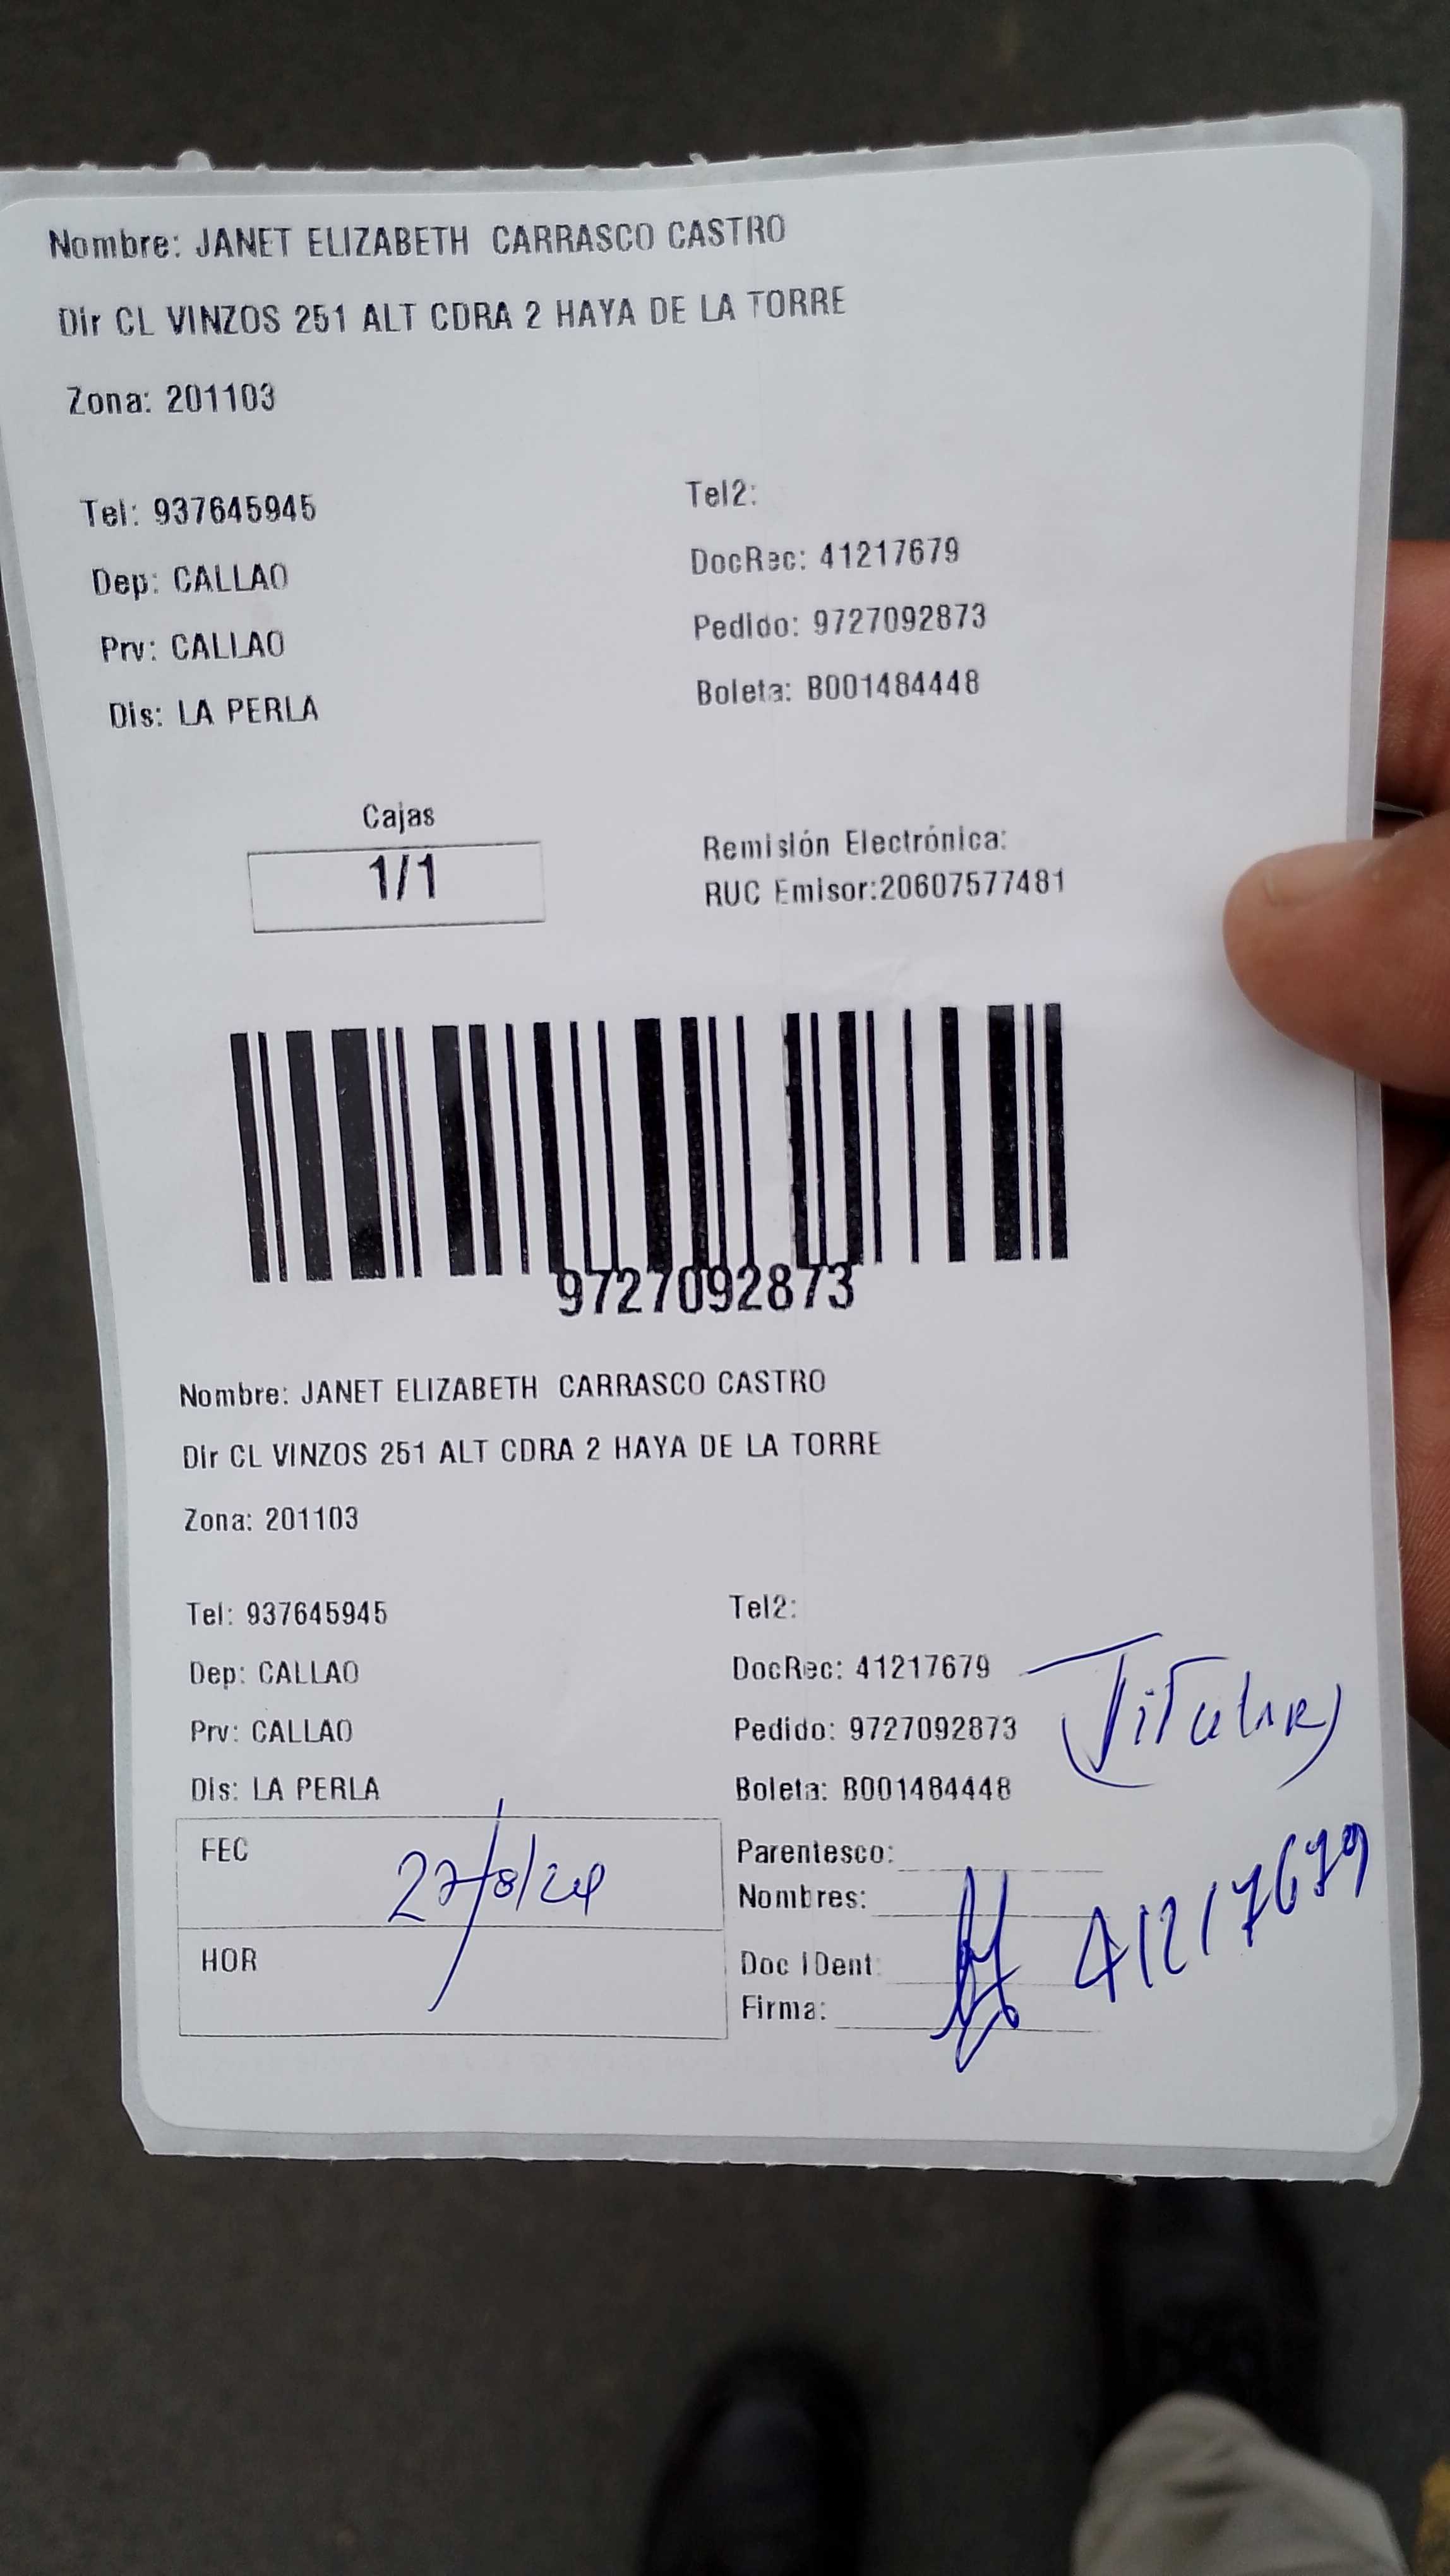 Nombre: JANET ELIZABETH CARRASCO CASTRO
Dir CL VINZOS 251 ALT CDRA 2 HAYA DE LA TORRE
Zona: 201103
Tel: 937645945 Tel2:
Dep: CALLAO DocRec: 41217679
Prv: CALLAO Pedido: 9727092873
Dis: LA PERLA Boleta: B001484448
Cajas
1/1
Remisión Electrónica:
RUC Emisor:20607577481
9727092873
Nombre: JANET ELIZABETH CARRASCO CASTRO
Dir CL VINZOS 251 ALT CDRA 2 HAYA DE LA TORRE
Zona: 201103
Tel: 937645945 Tel2:
Dep: CALLAO DocRec: 41217679
Prv: CALLAO Pedido: 9727092873 Titular
Dis: LA PERLA Boleta: B001484448
FEC 27/8/24 Parentesco:
Nombres:
HOR Doc IDent: 41217679
Firma: